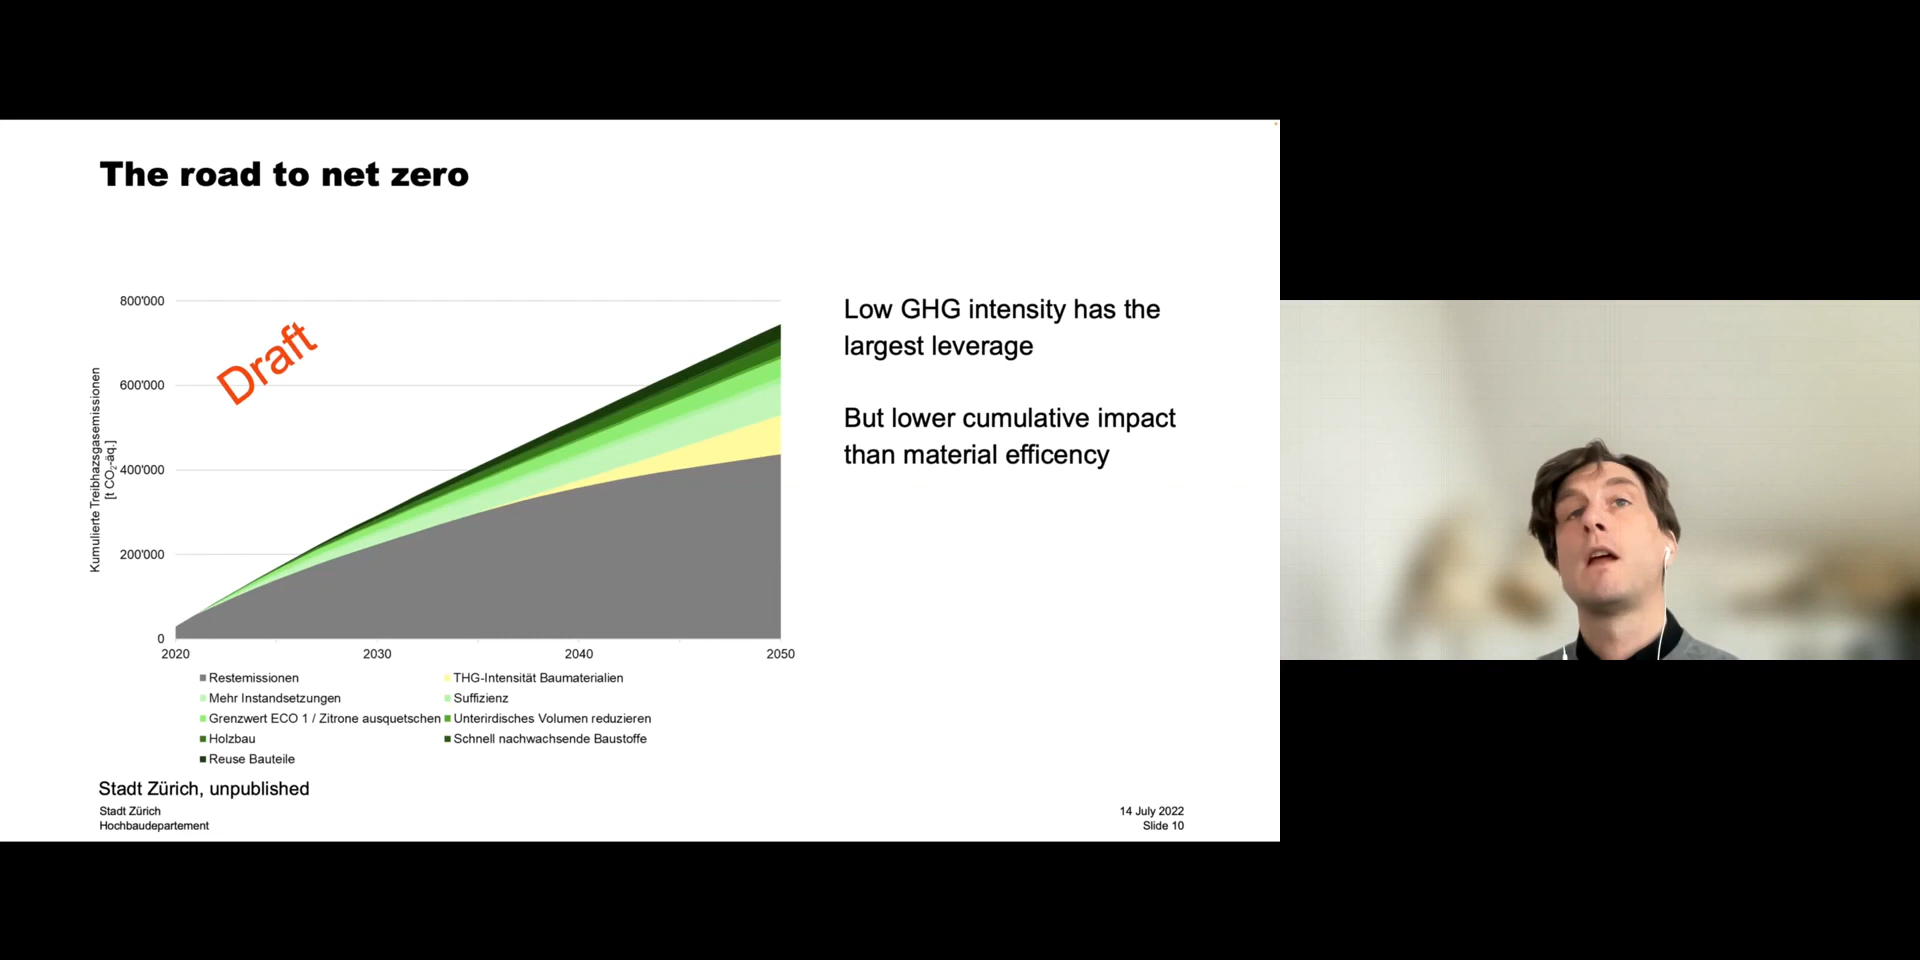 The road to net zero
800'000
600'000
400'000
200'000
0
Kumulierte Treibhazsgasemissionen
[t CO₂-äq.]
Draft
2020 2030 2040 2050
Restemissionen
THG-Intensität Baumaterialien
Mehr Instandsetzungen
Suffizienz
Grenzwert ECO 1 / Zitrone ausquetschen
Unterirdisches Volumen reduzieren
Holzbau
Schnell nachwachsende Baustoffe
Reuse Bauteile
Low GHG intensity has the
largest leverage
But lower cumulative impact
than material efficency
Stadt Zürich, unpublished
Stadt Zürich
Hochbaudepartement
14 July 2022
Slide 10